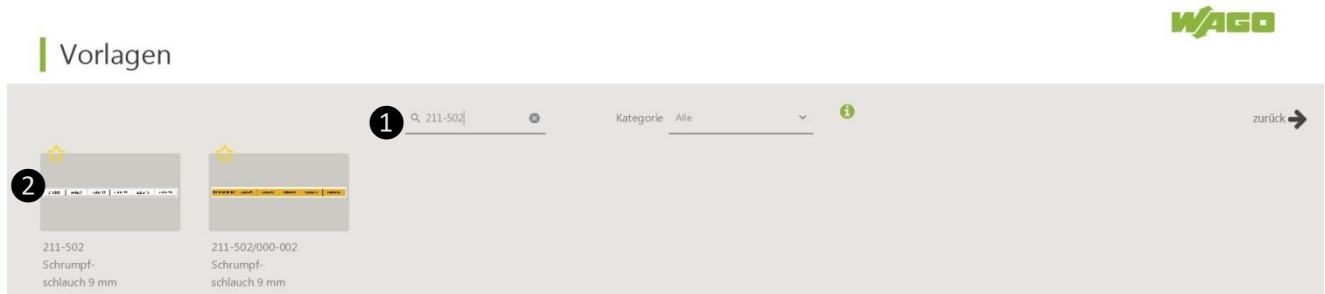 WAGO
Vorlagen
1 211-502 Kategorie Alle zurück
2
211-502
Schrumpf-
schlauch 9 mm
211-502/000-002
Schrumpf-
schlauch 9 mm